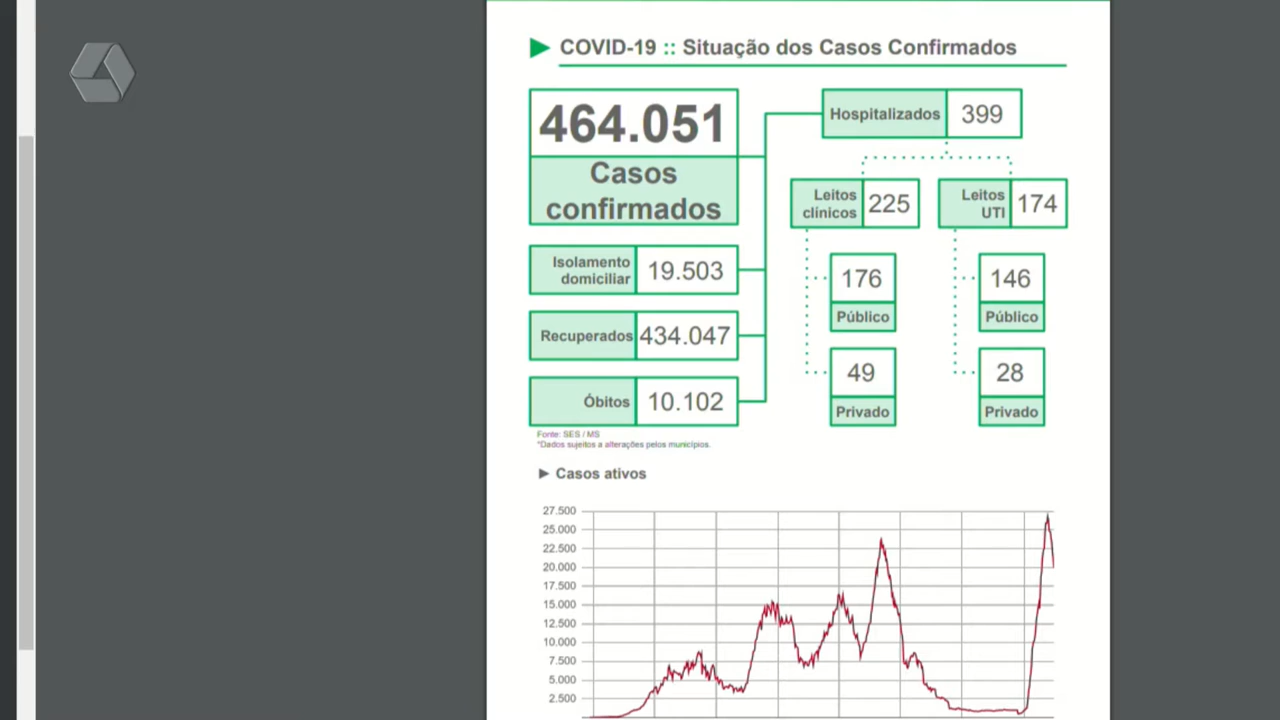 COVID-19 :: Situação dos Casos Confirmados
464.051
Casos
confirmados
Hospitalizados 399
Leitos
clínicos 225
Leitos
UTI 174
Isolamento
domiciliar 19.503
176
Público
146
Público
Recuperados 434.047
49
Privado
28
Privado
Óbitos 10.102
Fonte: SES / MS
*Dados sujeitos a alterações pelos municípios.
Casos ativos
27.500
25.000
22.500
20.000
17.500
15.000
12.500
10.000
7.500
5.000
2.500